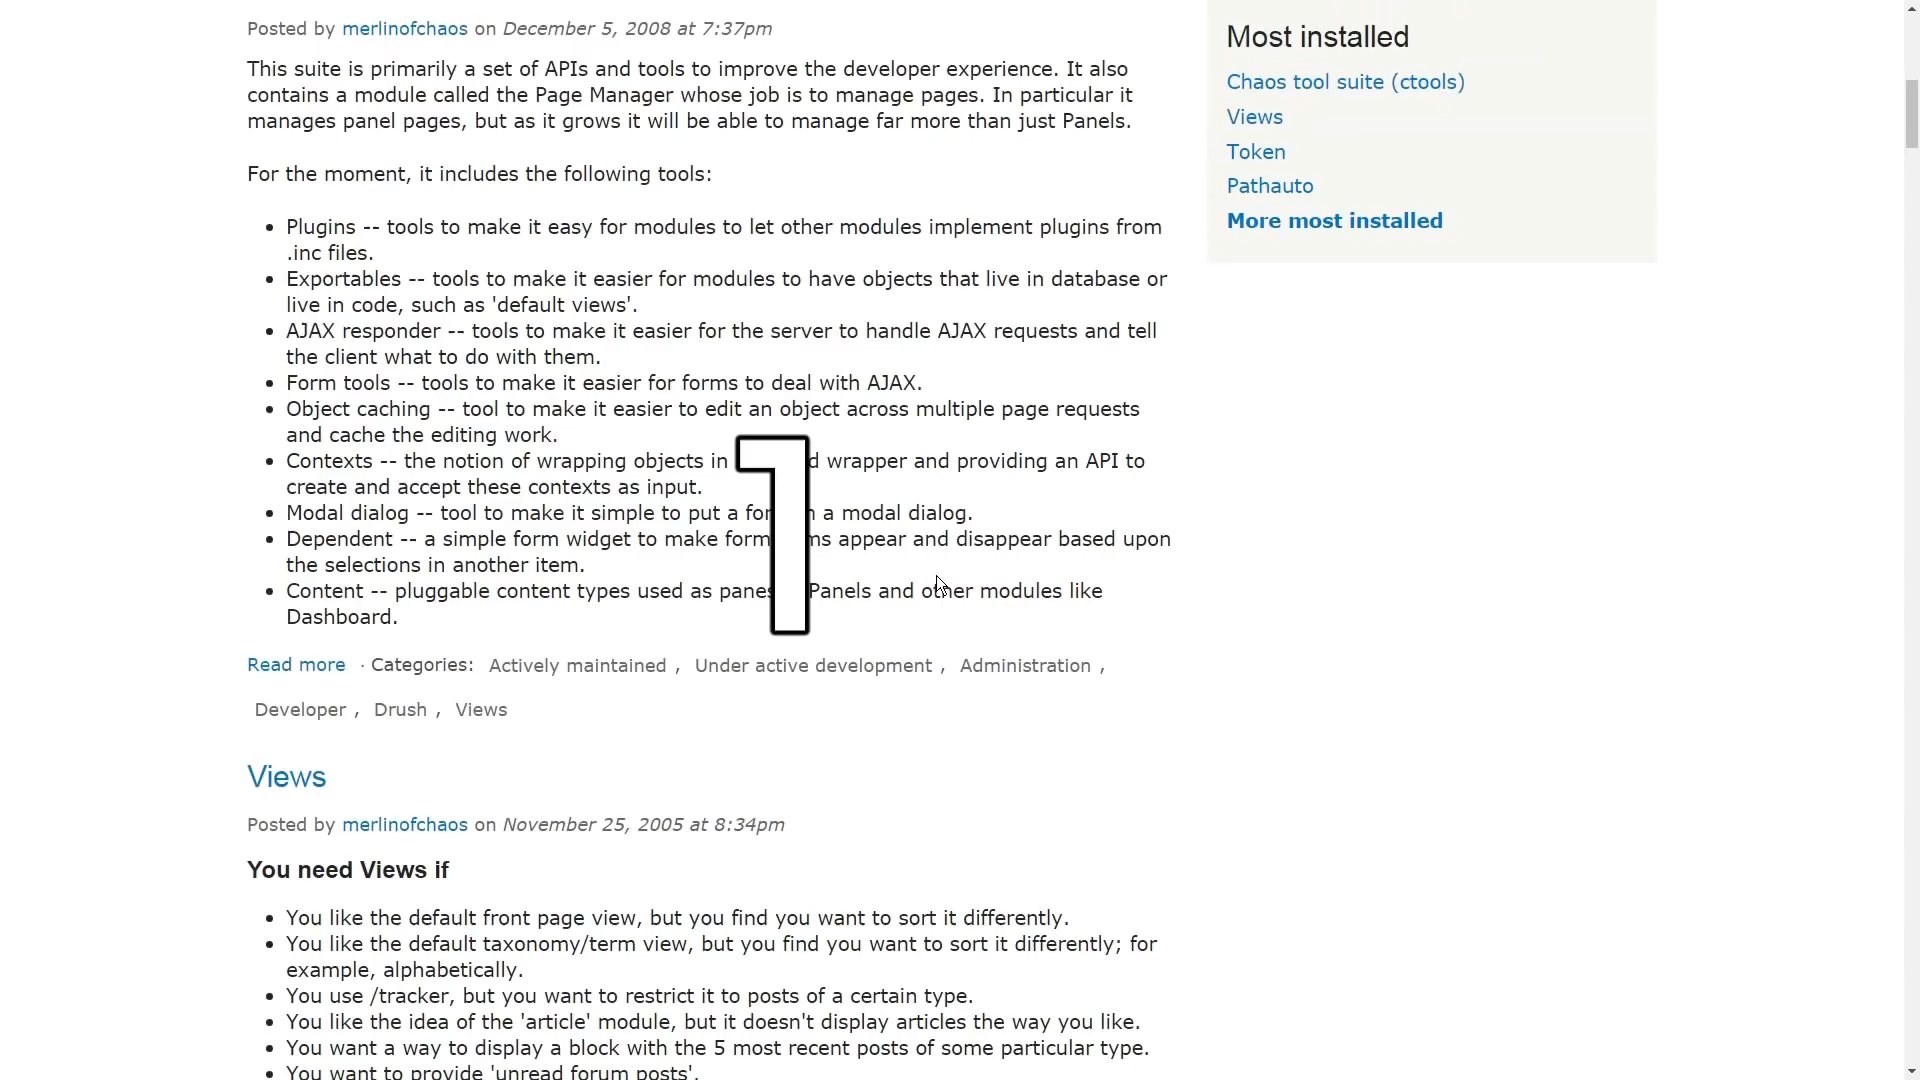 Posted by merlinofchaos on December 5, 2008 at 7:37pm
This suite is primarily a set of APIs and tools to improve the developer experience. It also
contains a module called the Page Manager whose job is to manage pages. In particular it
manages panel pages, but as it grows it will be able to manage far more than just Panels.
For the moment, it includes the following tools:
Plugins -- tools to make it easy for modules to let other modules implement plugins from
.inc files.
Exportables -- tools to make it easier for modules to have objects that live in database or
live in code, such as 'default views'.
AJAX responder -- tools to make it easier for the server to handle AJAX requests and tell
the client what to do with them.
Form tools -- tools to make it easier for forms to deal with AJAX.
Object caching -- tool to make it easier to edit an object across multiple page requests
and cache the editing work.
Contexts -- the notion of wrapping objects in wrapper and providing an API to
create and accept these contexts as input.
Modal dialog -- tool to make it simple to put a a modal dialog.
Dependent -- a simple form widget to make form appear and disappear based upon
the selections in another item.
Content -- pluggable content types used as panes Panels and other modules like
Dashboard.
1
Read more · Categories: Actively maintained , Under active development , Administration ,
Developer , Drush , Views
Views
Posted by merlinofchaos on November 25, 2005 at 8:34pm
You need Views if
You like the default front page view, but you find you want to sort it differently.
You like the default taxonomy/term view, but you find you want to sort it differently; for
example, alphabetically.
You use /tracker, but you want to restrict it to posts of a certain type.
You like the idea of the 'article' module, but it doesn't display articles the way you like.
You want a way to display a block with the 5 most recent posts of some particular type.
You want to provide 'unread forum posts'.
Most installed
Chaos tool suite (ctools)
Views
Token
Pathauto
More most installed